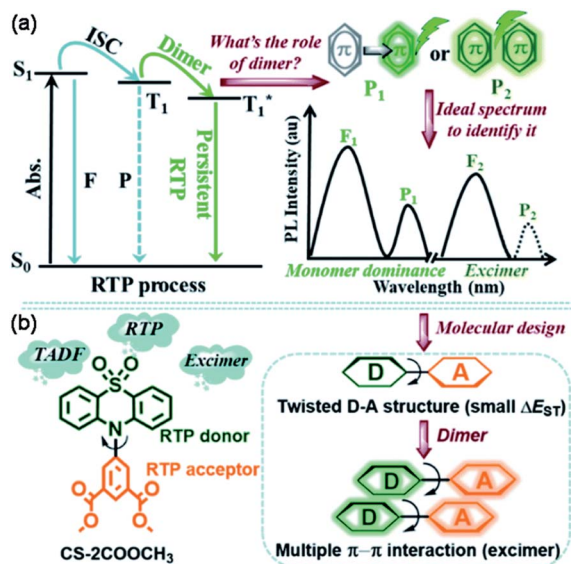 (a)
ISC
Dimer
What's the role
of dimer?
π
π
or
π
π
P1
P2
S1
T1
T1*
Ideal spectrum
to identify it
Abs.
F
P
Persistent
RTP
S0
RTP process
PL Intensity (au)
F1
P1
F2
P2
Monomer dominance
Excimer
Wavelength (nm)
(b)
TADF
RTP
Excimer
O
O
S
N
RTP donor
RTP acceptor
O
O
O
O
CS-2COOCH3
Molecular design
D
A
Twisted D-A structure (small ΔEST)
Dimer
D
A
D
A
Multiple π–π interaction (excimer)